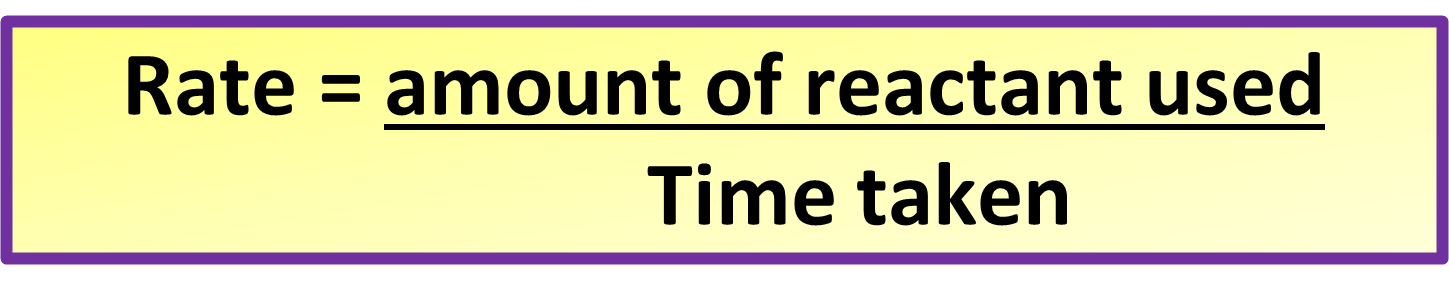 Rate = amount of reactant used
Time taken